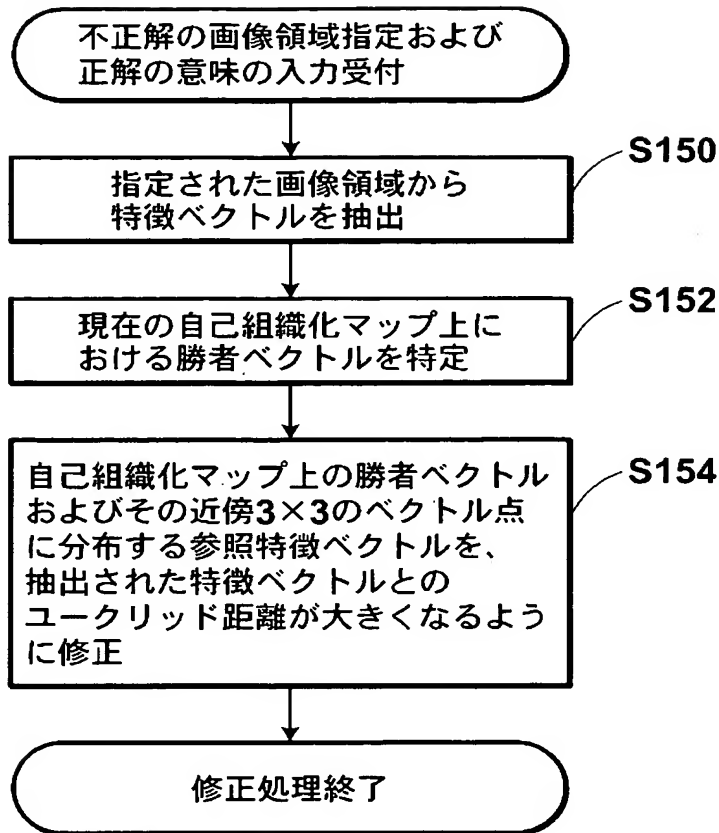 不正解の画像領域指定および
正解の意味の入力受付
S150
指定された画像領域から
特徴ベクトルを抽出
S152
現在の自己組織化マップ上に
おける勝者ベクトルを特定
S154
自己組織化マップ上の勝者ベクトル
およびその近傍3×3のベクトル点
に分布する参照特徴ベクトルを、
抽出された特徴ベクトルとの
ユークリッド距離が大きくなるよう
に修正
修正処理終了